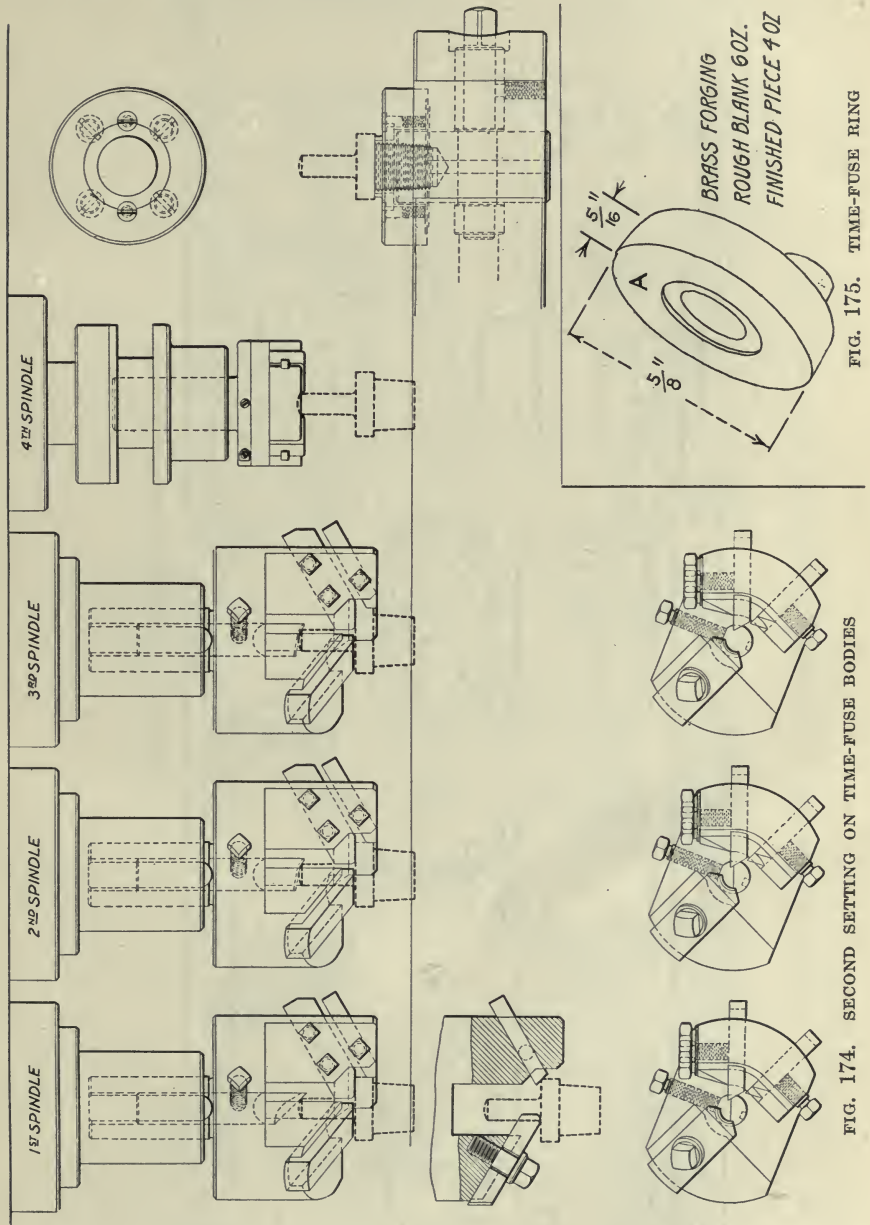 1ST SPINDLE
2ND SPINDLE
3RD SPINDLE
4TH SPINDLE
FIG. 174. SECOND SETTING ON TIME-FUSE BODIES
A
5/16"
5/8"
BRASS FORGING
ROUGH BLANK 6 OZ.
FINISHED PIECE 4 OZ
FIG. 175. TIME-FUSE RING